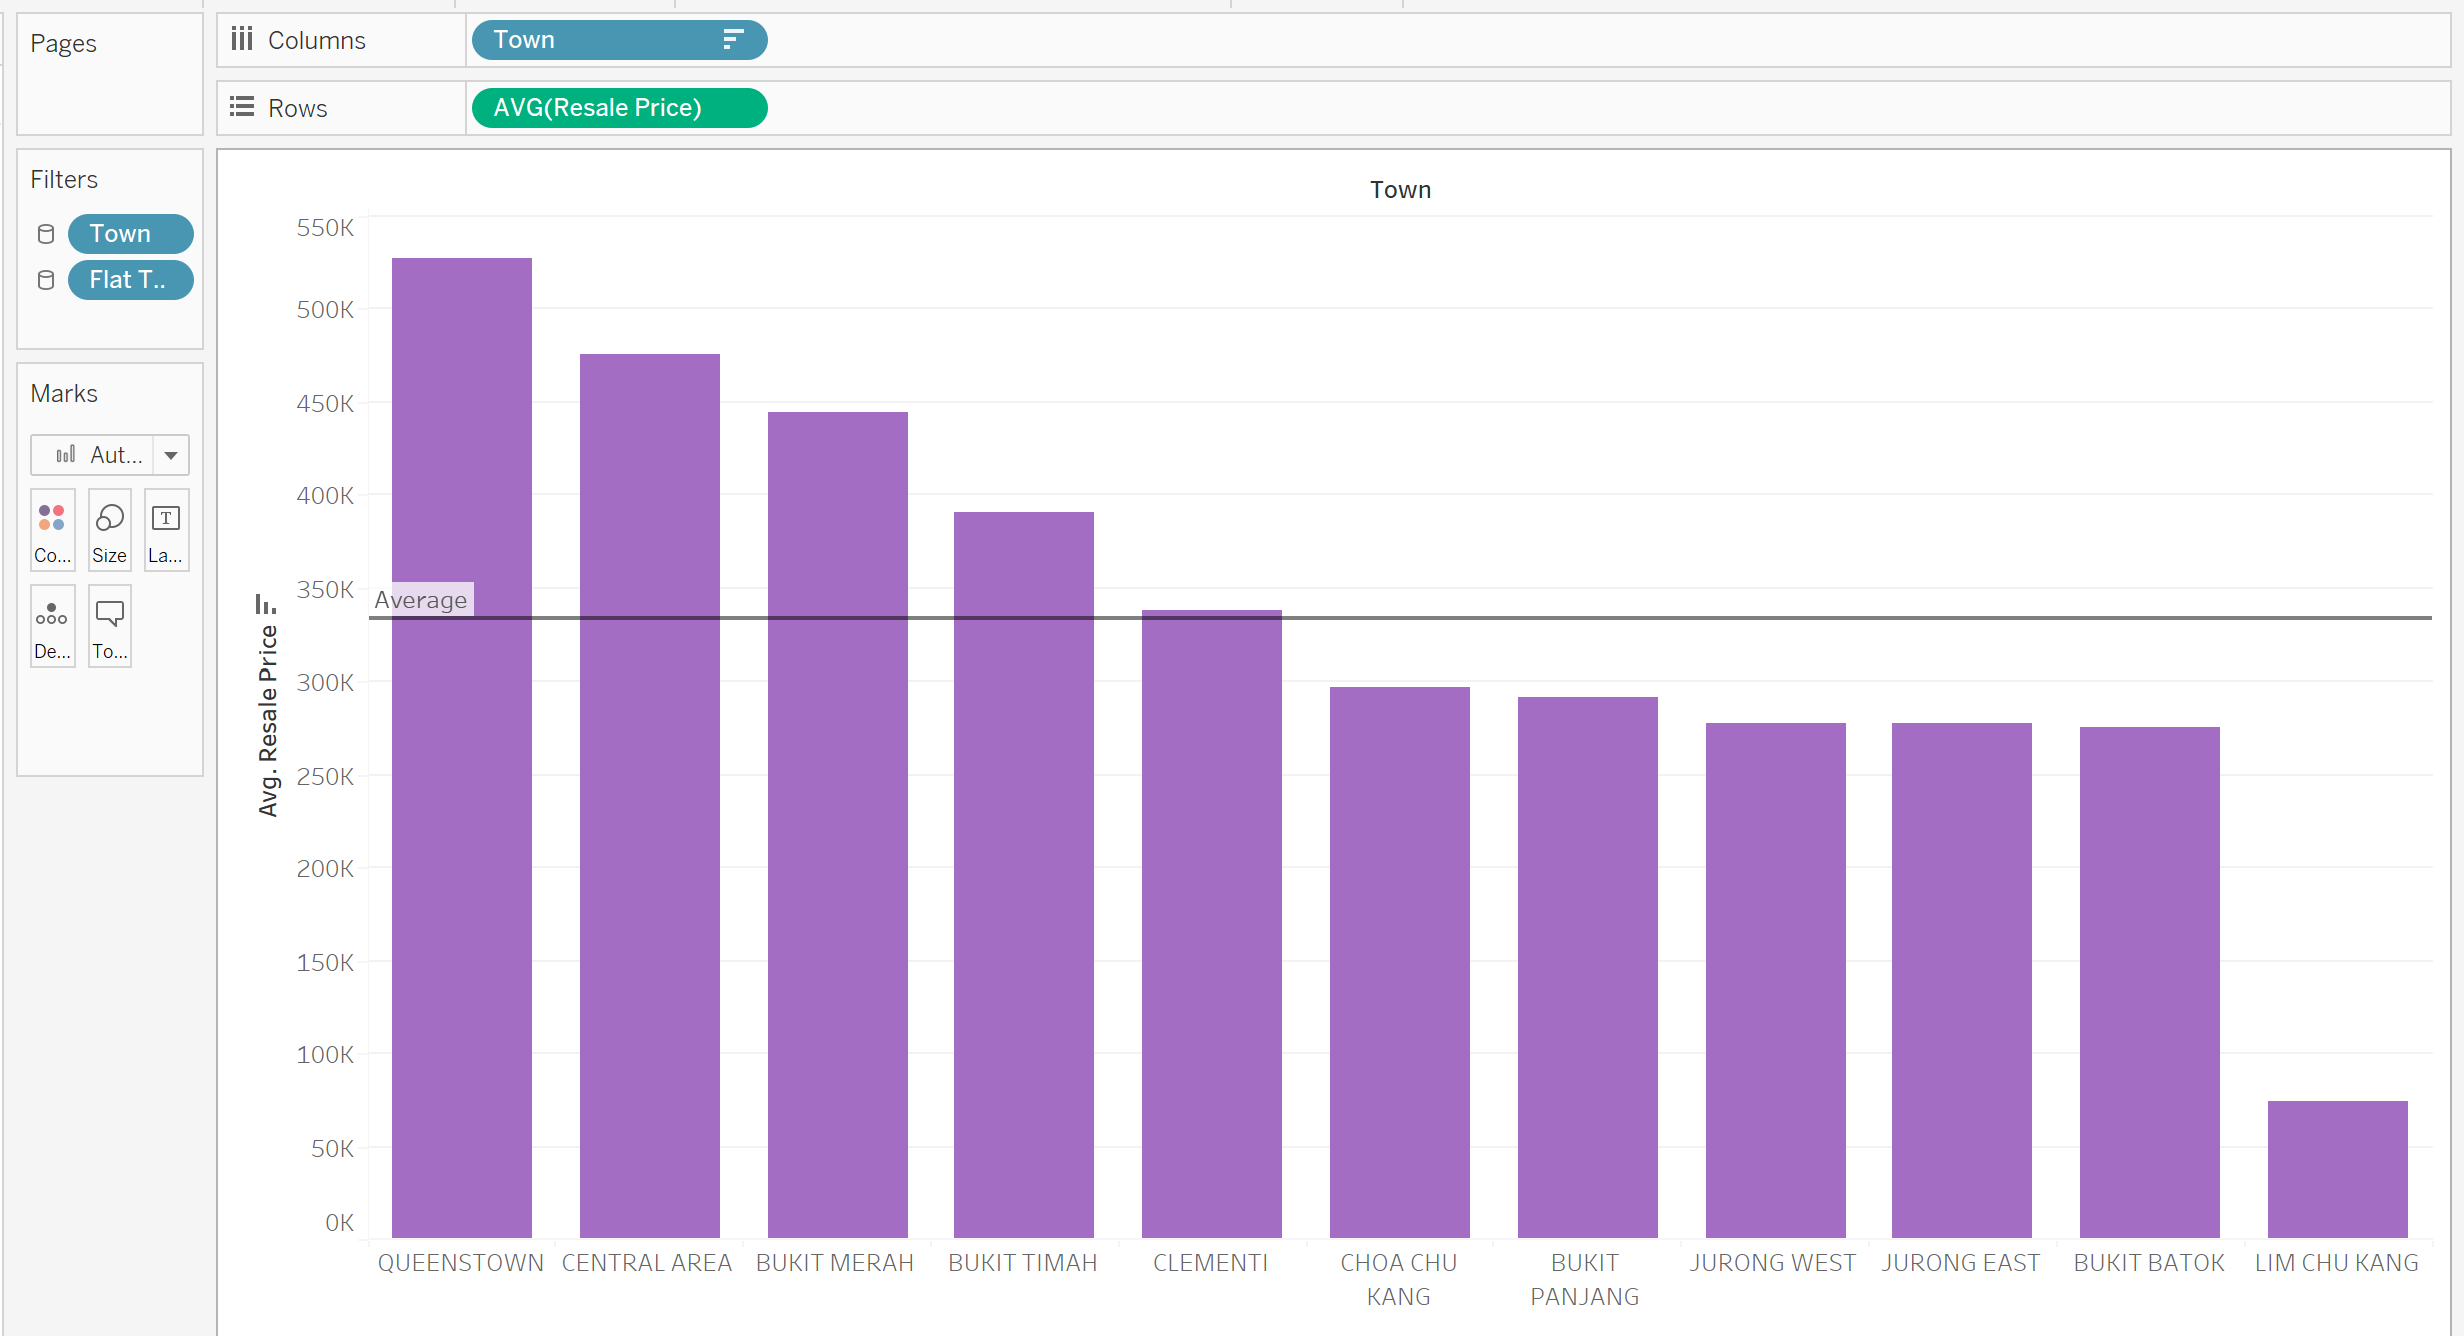 Pages
Columns
Town
Rows
AVG(Resale Price)
Filters
Town
Flat T..
Marks
Aut...
Co...
Size
T
La...
De...
To...
Town
Avg. Resale Price
550K
500K
450K
400K
350K
300K
250K
200K
150K
100K
50K
0K
Average
QUEENSTOWN
CENTRAL AREA
BUKIT MERAH
BUKIT TIMAH
CLEMENTI
CHOA CHU
KANG
BUKIT
PANJANG
JURONG WEST
JURONG EAST
BUKIT BATOK
LIM CHU KANG